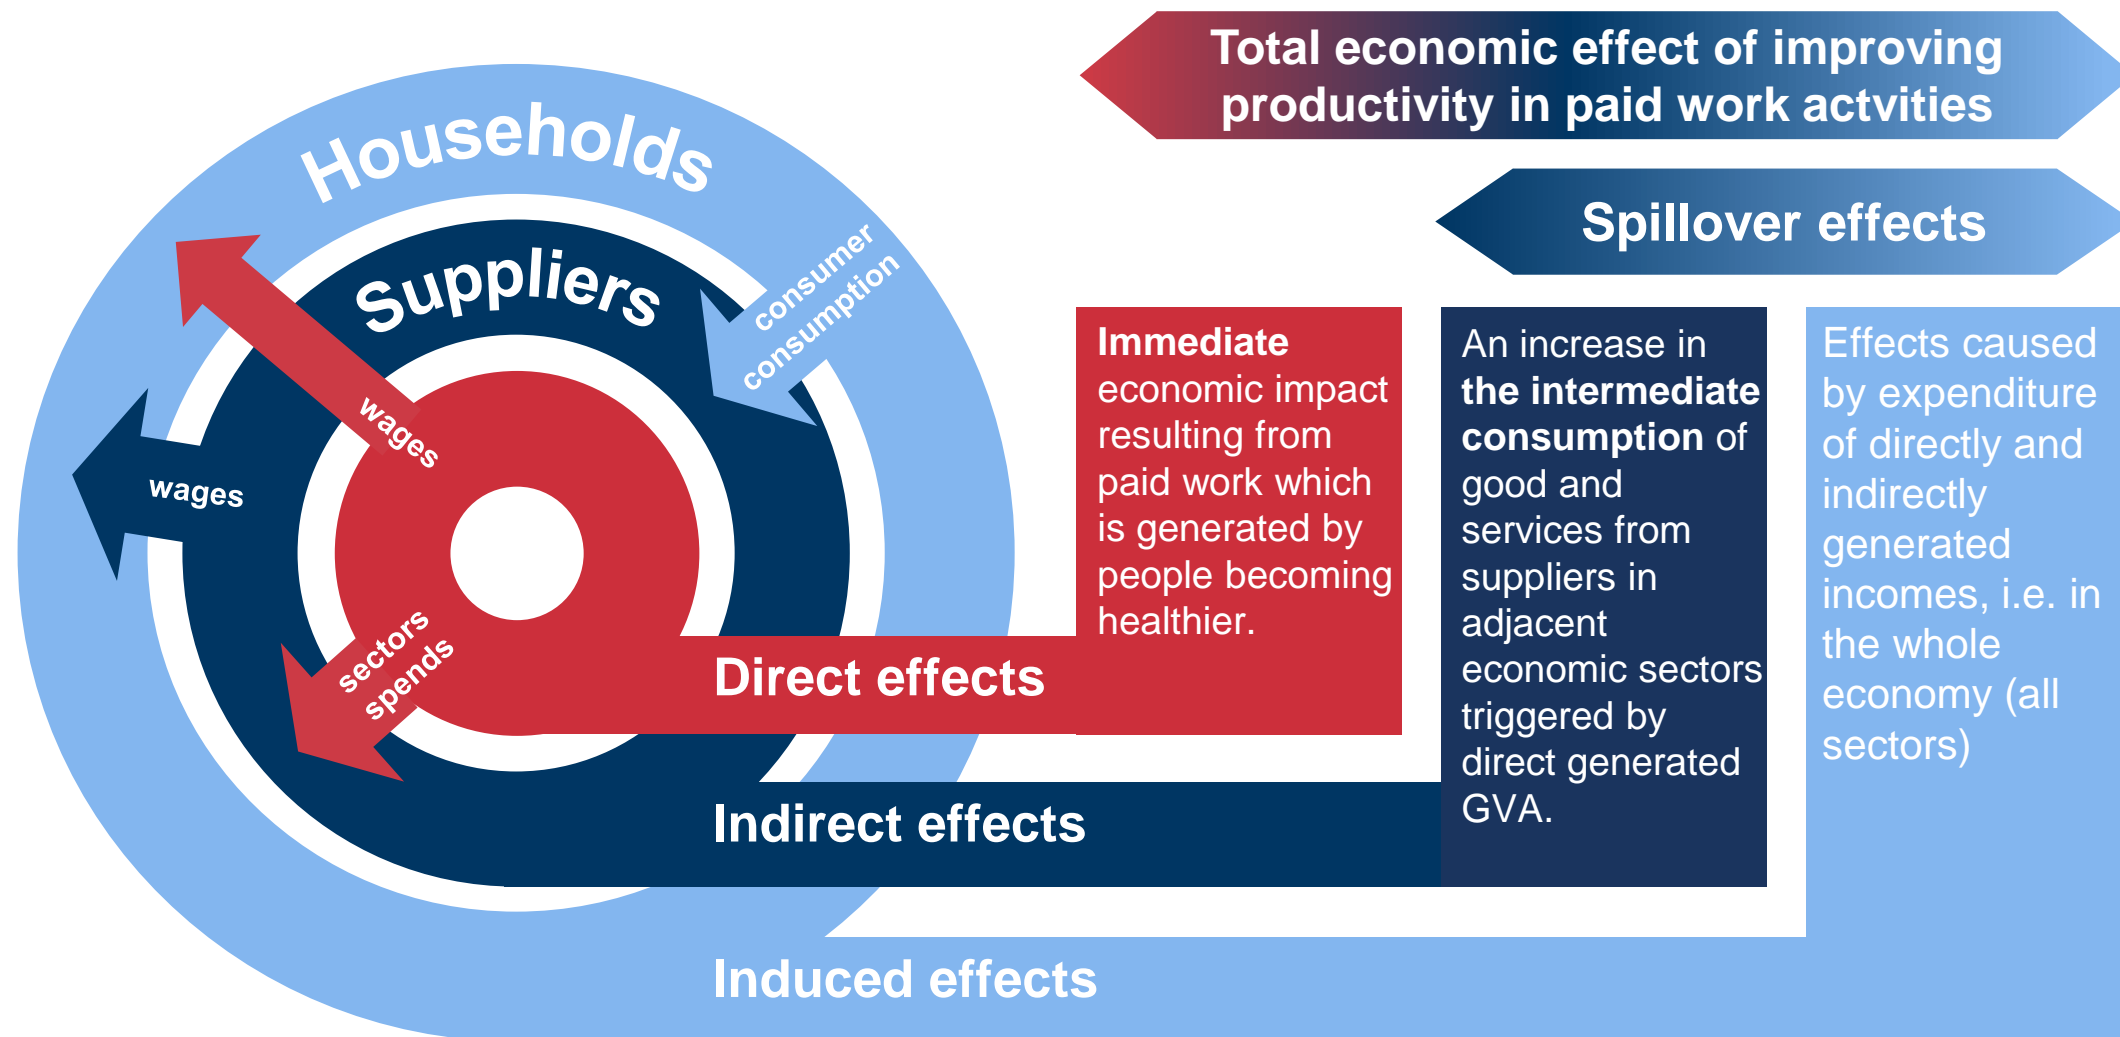 Total economic effect of improving
productivity in paid work actvities
Spillover effects
Households
Suppliers
consumer
consumption
wages
wages
sectors
spends
Direct effects
Indirect effects
Induced effects
Immediate
economic impact
resulting from
paid work which
is generated by
people becoming
healthier.
An increase in
the intermediate
consumption of
good and
services from
suppliers in
adjacent
economic sectors
triggered by
direct generated
GVA.
Effects caused
by expenditure
of directly and
indirectly
generated
incomes, i.e. in
the whole
economy (all
sectors)